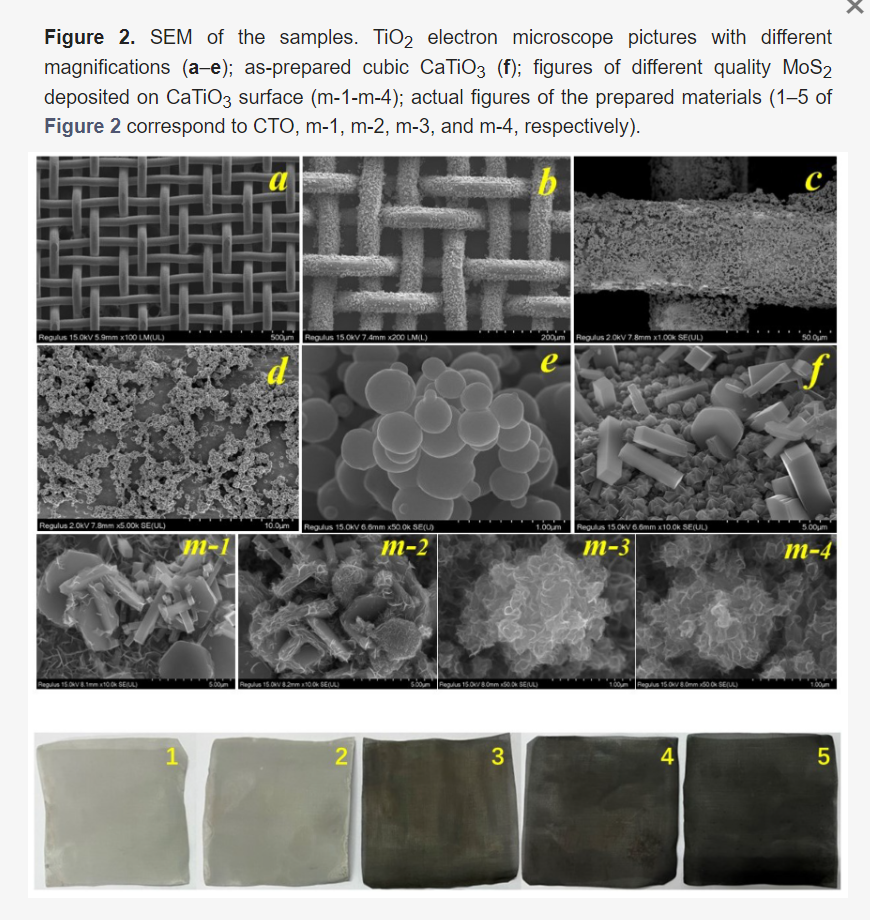 Figure 2. SEM of the samples. TiO₂ electron microscope pictures with different
magnifications (a–e); as-prepared cubic CaTiO₃ (f); figures of different quality MoS₂
deposited on CaTiO₃ surface (m-1-m-4); actual figures of the prepared materials (1–5 of
Figure 2 correspond to CTO, m-1, m-2, m-3, and m-4, respectively).
a
b
c
Regulus 15.0kV 5.9mm x100 LM(UL) 500μm
Regulus 15.0kV 7.4mm x200 LM(L) 200μm
Regulus 2.0kV 7.8mm x1.00k SE(UL) 50.0μm
d
e
f
Regulus 2.0kV 7.8mm x5.00k SE(UL) 10.0μm
Regulus 15.0kV 6.6mm x50.0k SE(U) 1.00μm
Regulus 15.0kV 6.6mm x10.0k SE(UL) 5.00μm
m-1
m-2
m-3
m-4
Regulus 15.0kV 8.1mm x10.0k SE(UL) 5.00μm
Regulus 15.0kV 8.2mm x10.0k SE(UL) 5.00μm
Regulus 15.0kV 8.0mm x50.0k SE(UL) 1.00μm
Regulus 15.0kV 8.0mm x50.0k SE(UL) 1.00μm
1
2
3
4
5